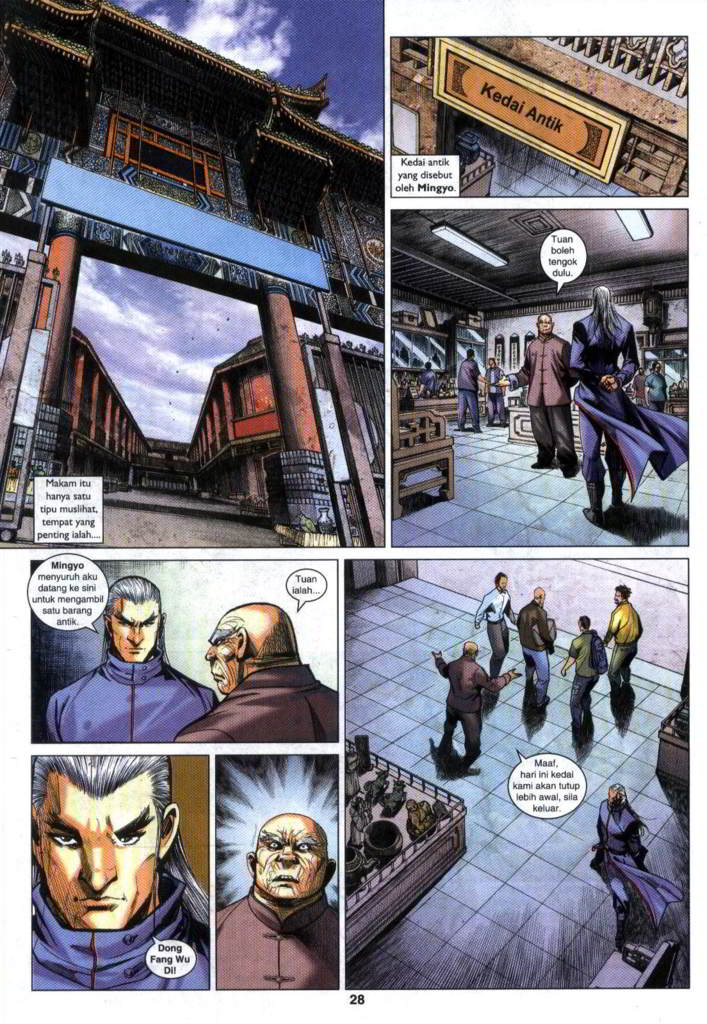 Makam itu
hanya satu
tipu muslihat,
tempat yang
penting ialah....
Kedai Antik
Kedai antik
yang disebut
oleh Mingyo.
Tuan
boleh
tengok
dulu.
Mingyo
menyuruh aku
datang ke sini
untuk mengambil
satu barang
antik.
Tuan
ialah...
Dong
Fang Wu
Di!
Maaf,
hari ini kedai
kami akan tutup
lebih awal, sila
keluar.
28